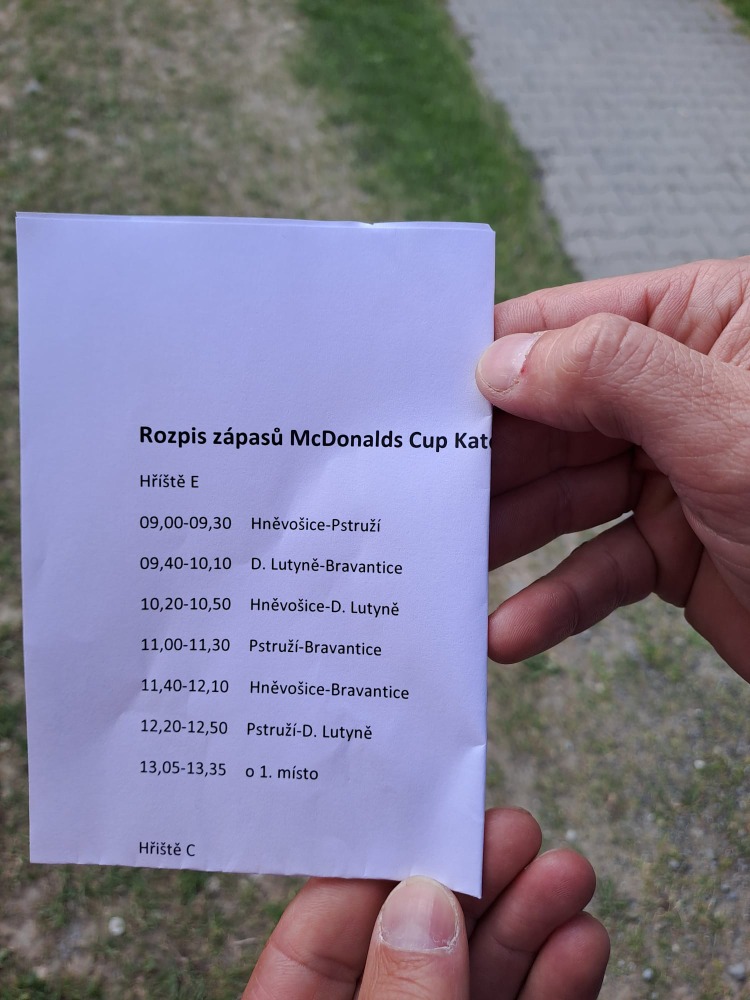 Rozpis zápasů McDonalds Cup
Hříště E
09,00-09,30 Hněvošice-Pstruží
09,40-10,10 D. Lutyně-Bravantice
10,20-10,50 Hněvošice-D. Lutyně
11,00-11,30 Pstruží-Bravantice
11,40-12,10 Hněvošice-Bravantice
12,20-12,50 Pstruží-D. Lutyně
13,05-13,35 o 1. místo
Hřiště C